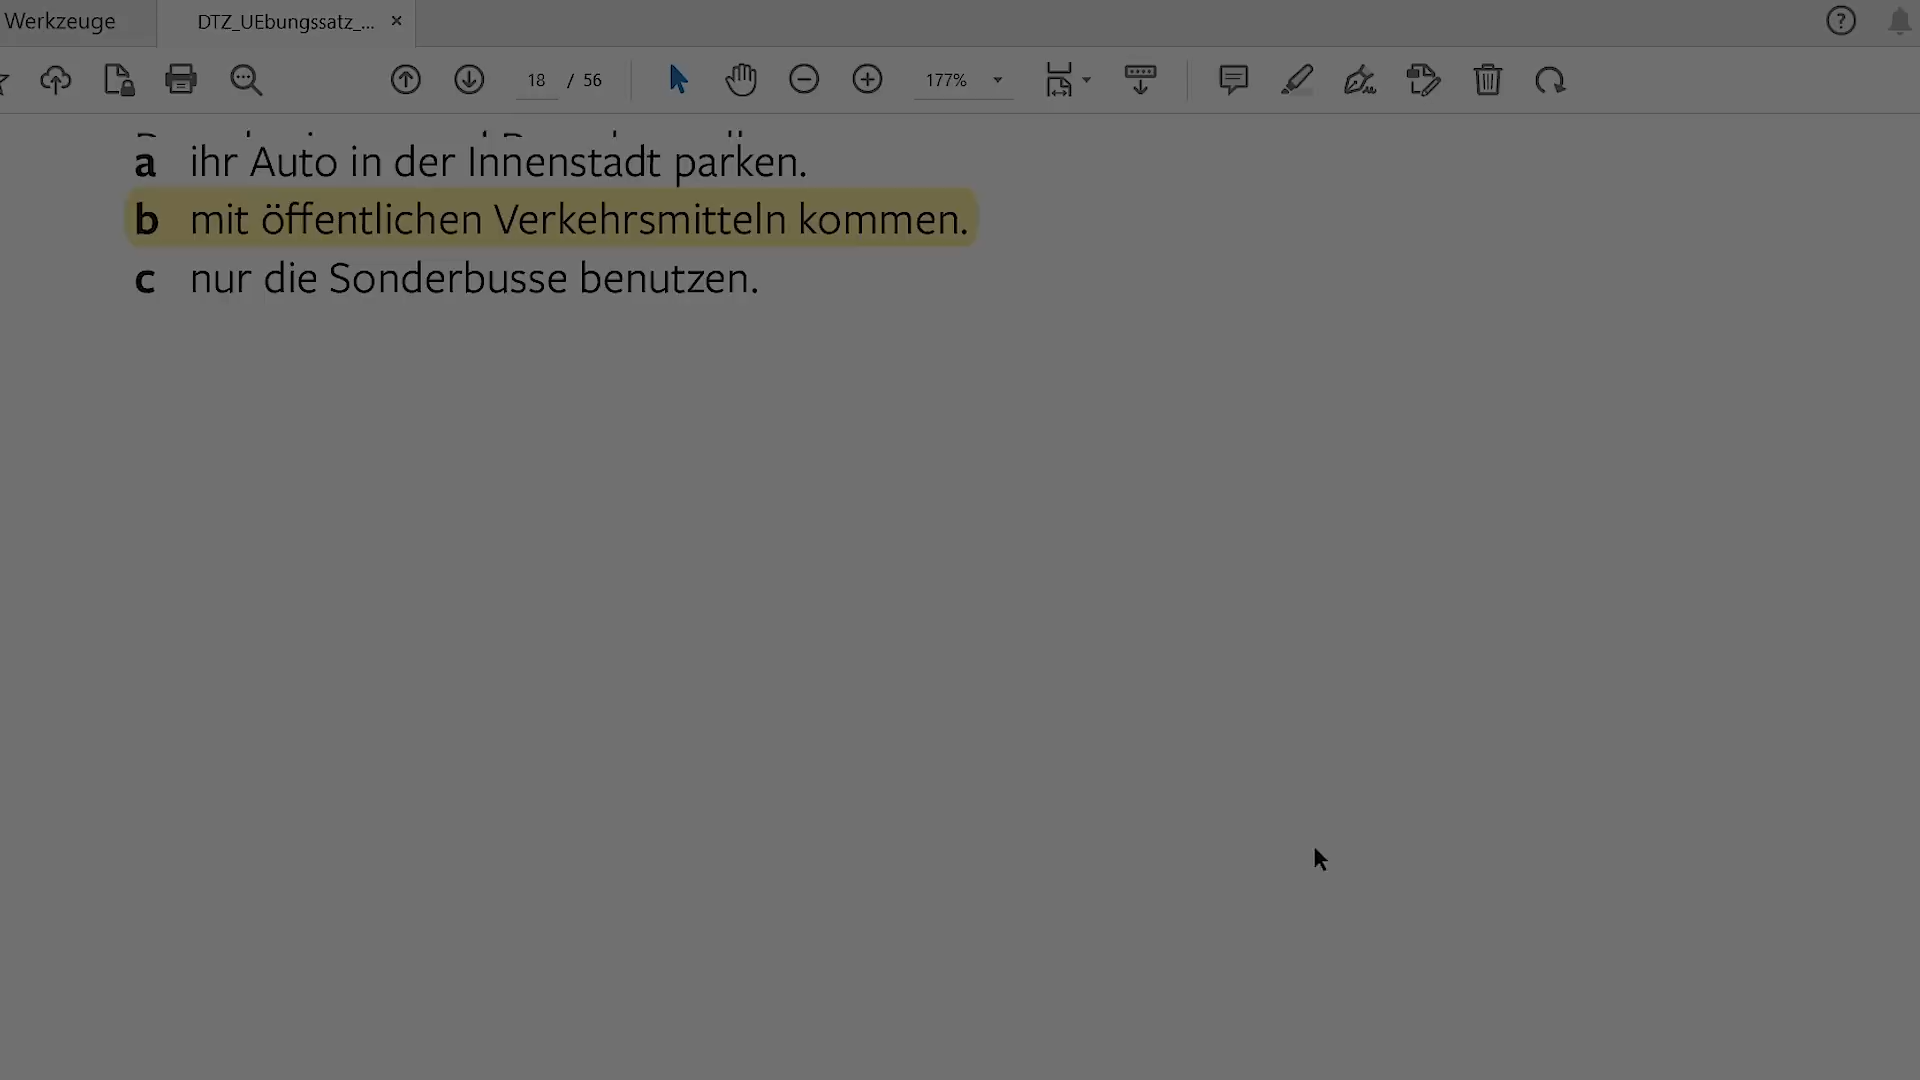 Werkzeuge
DTZ_UEbungssatz_... ×
18 / 56
177%
a ihr Auto in der Innenstadt parken.
b mit öffentlichen Verkehrsmitteln kommen.
c nur die Sonderbusse benutzen.